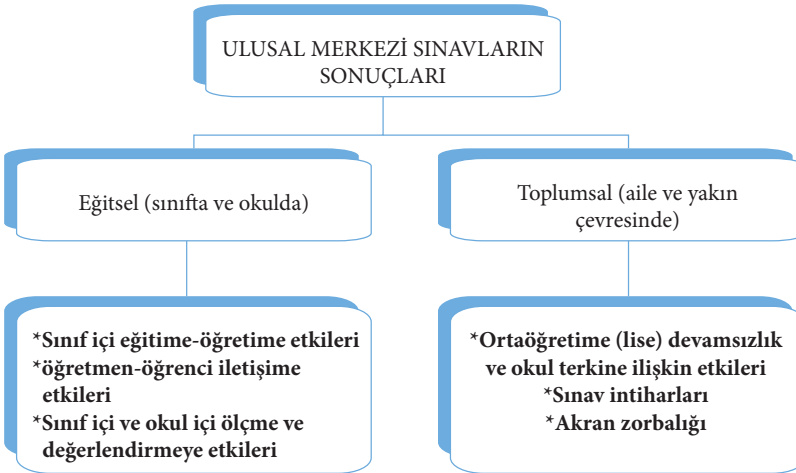 ULUSAL MERKEZİ SINAVLARIN
SONUÇLARI
Eğitsel (sınıfta ve okulda)
Toplumsal (aile ve yakın
çevresinde)
*Sınıf içi eğitime-öğretime etkileri
*öğretmen-öğrenci iletişime
etkileri
*Sınıf içi ve okul içi ölçme ve
değerlendirmeye etkileri
*Ortaöğretime (lise) devamsızlık
ve okul terkine ilişkin etkileri
*Sınav intiharları
*Akran zorbalığı